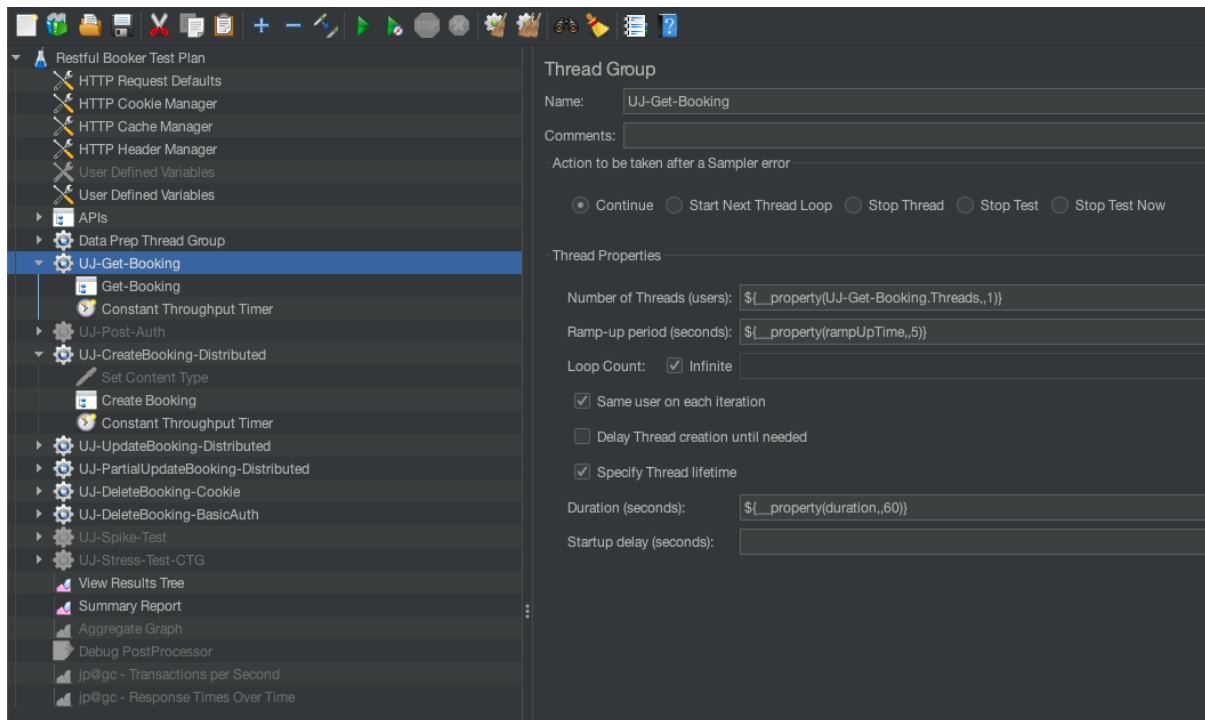 STOP
Restful Booker Test Plan
HTTP Request Defaults
HTTP Cookie Manager
HTTP Cache Manager
HTTP Header Manager
User Defined Variables
User Defined Variables
APIs
Data Prep Thread Group
UJ-Get-Booking
Get-Booking
Constant Throughput Timer
UJ-Post-Auth
UJ-CreateBooking-Distributed
Set Content Type
Create Booking
Constant Throughput Timer
UJ-UpdateBooking-Distributed
UJ-PartialUpdateBooking-Distributed
UJ-DeleteBooking-Cookie
UJ-DeleteBooking-BasicAuth
UJ-Spike-Test
UJ-Stress-Test-CTG
View Results Tree
Summary Report
Aggregate Graph
Debug PostProcessor
jp@gc - Transactions per Second
jp@gc - Response Times Over Time
Thread Group
Name: UJ-Get-Booking
Comments:
Action to be taken after a Sampler error
Continue Start Next Thread Loop Stop Thread Stop Test Stop Test Now
Thread Properties
Number of Threads (users): ${__property(UJ-Get-Booking.Threads,,1)}
Ramp-up period (seconds): ${__property(rampUpTime,,5)}
Loop Count: Infinite
Same user on each iteration
Delay Thread creation until needed
Specify Thread lifetime
Duration (seconds): ${__property(duration,,60)}
Startup delay (seconds):